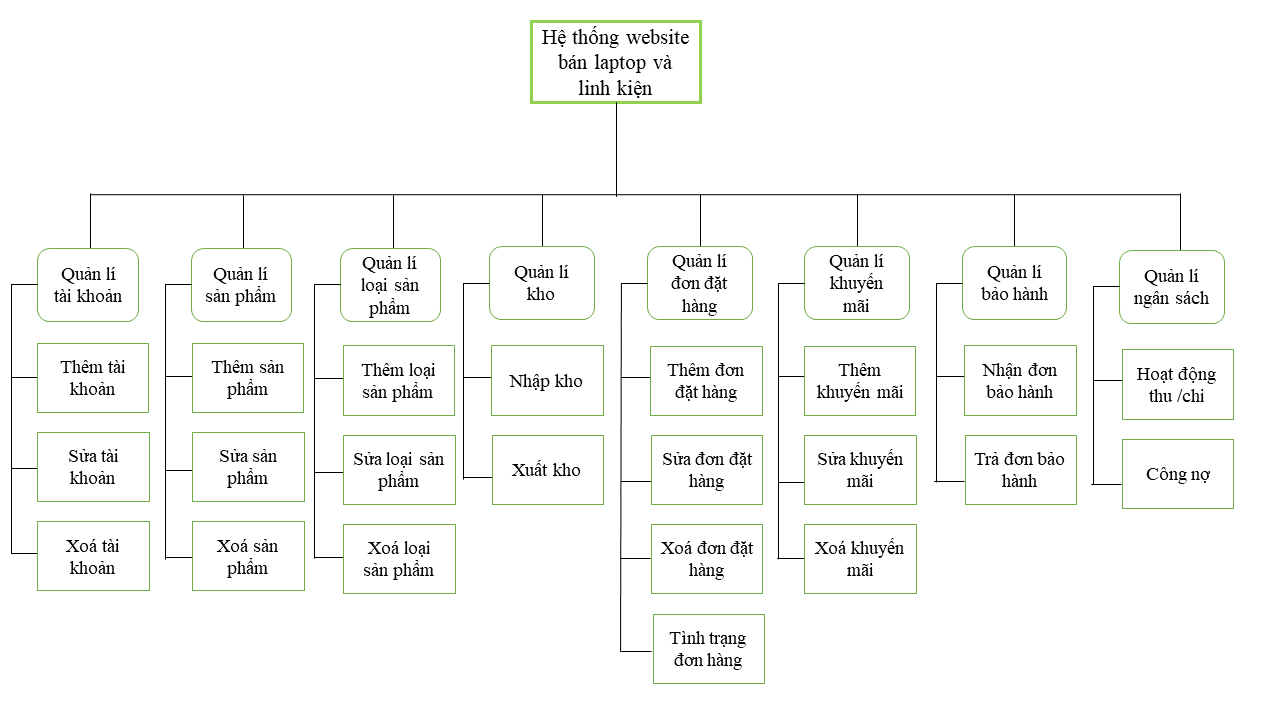 Hệ thống website
bán laptop và
linh kiện
Quản lí
tài khoản
Thêm tài
khoản
Sửa tài
khoản
Xoá tài
khoản
Quản lí
sản phẩm
Thêm sản
phẩm
Sửa sản
phẩm
Xoá sản
phẩm
Quản lí
loại sản
phẩm
Thêm loại
sản phẩm
Sửa loại sản
phẩm
Xoá loại
sản phẩm
Quản lí
kho
Nhập kho
Xuất kho
Quản lí
đơn đặt
hàng
Thêm đơn
đặt hàng
Sửa đơn đặt
hàng
Xoá đơn đặt
hàng
Tình trạng
đơn hàng
Quản lí
khuyến
mãi
Thêm
khuyến mãi
Sửa khuyến
mãi
Xoá khuyến
mãi
Quản lí
bảo hành
Nhận đơn
bảo hành
Trả đơn bảo
hành
Quản lí
ngân sách
Hoạt động
thu /chi
Công nợ